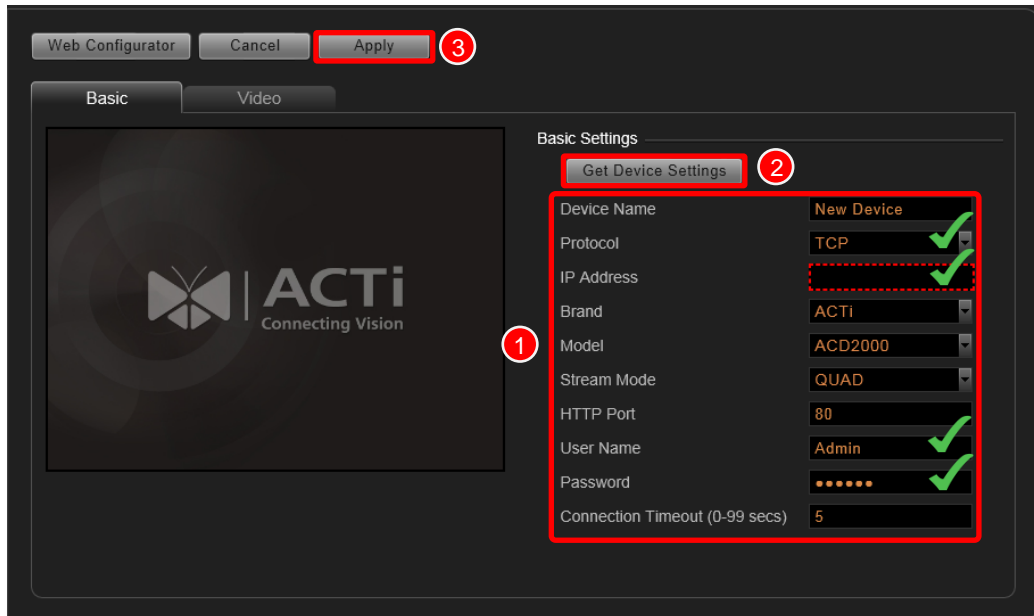 Web Configurator Cancel Apply 3
Basic Video
Basic Settings
Get Device Settings 2
Device Name New Device
Protocol TCP
IP Address
Brand ACTi
1
Model ACD2000
Stream Mode QUAD
HTTP Port 80
User Name Admin
Password ●●●●●●
Connection Timeout (0-99 secs) 5
ACTi
Connecting Vision